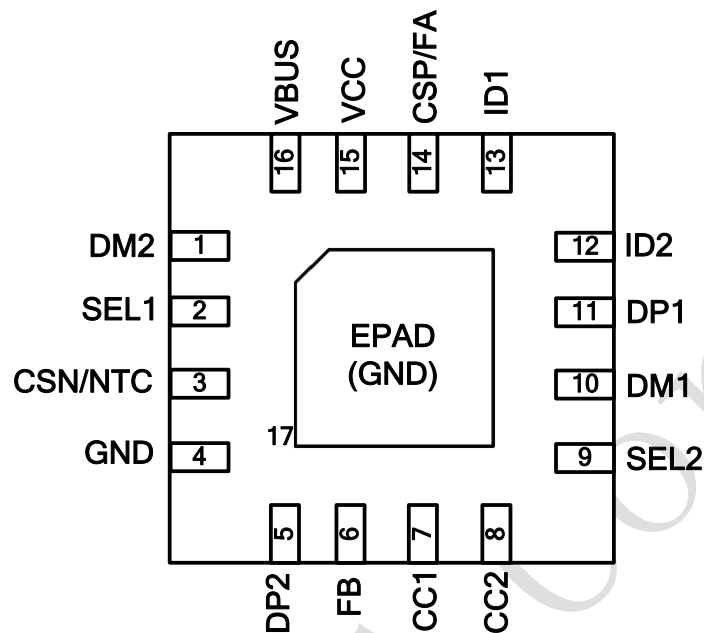 VBUS VCC CSP/FA ID1
16 15 14 13
DM2 1 12 ID2
SEL1 2 11 DP1
CSN/NTC 3 10 DM1
GND 4 9 SEL2
EPAD
(GND)
17
5 6 7 8
DP2 FB CC1 CC2